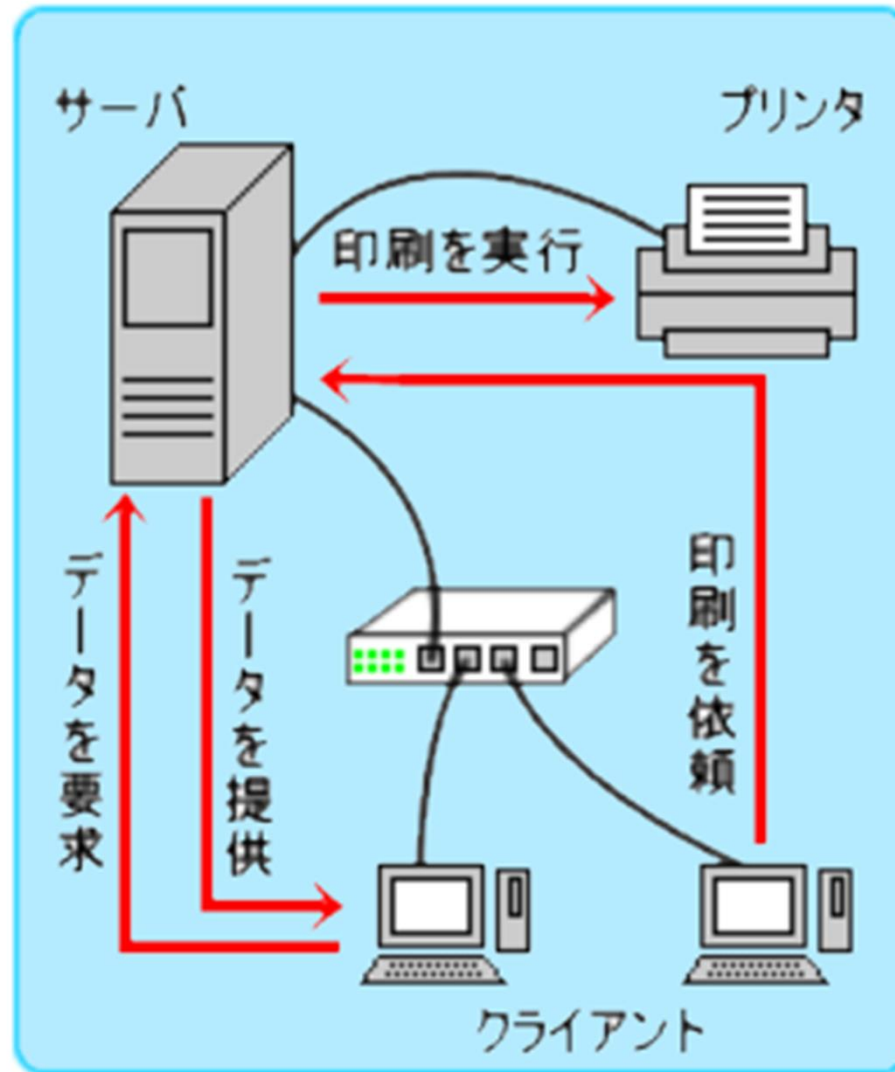 サーバ
プリンタ
印刷を実行
データを要求
データを提供
印刷を依頼
クライアント